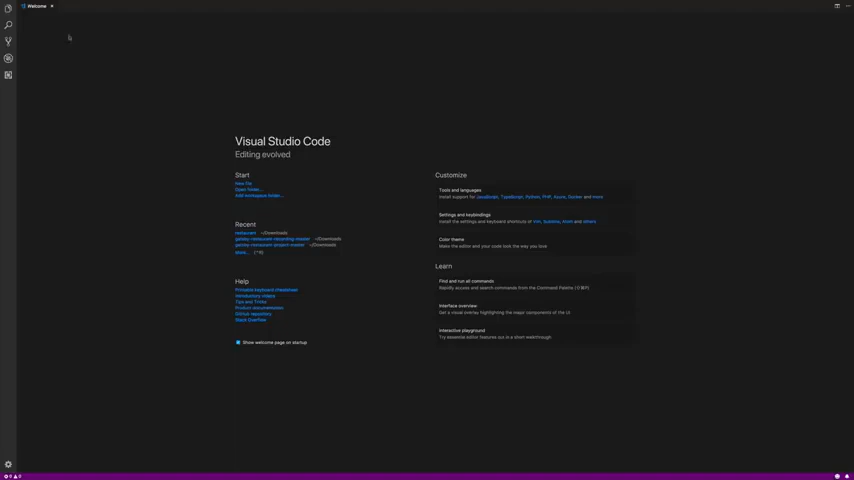 Welcome
Visual Studio Code
Editing evolved
Start
New file
Open folder...
Add workspace folder...
Recent
restaurant ~/Downloads
gatsby-restaurant-recording-master ~/Downloads
gatsby-restaurant-project-master ~/Downloads
More... (^R)
Help
Printable keyboard cheatsheet
Introductory videos
Tips and Tricks
Product documentation
GitHub repository
Stack Overflow
Show welcome page on startup
Customize
Tools and languages
Install support for JavaScript, TypeScript, Python, PHP, Azure, Docker and more
Settings and keybindings
Install the settings and keyboard shortcuts of Vim, Sublime, Atom and others
Color theme
Make the editor and your code look the way you love
Learn
Find and run all commands
Rapidly access and search commands from the Command Palette (⇧⌘P)
Interface overview
Get a visual overlay highlighting the major components of the UI
Interactive playground
Try essential editor features out in a short walkthrough
0 0